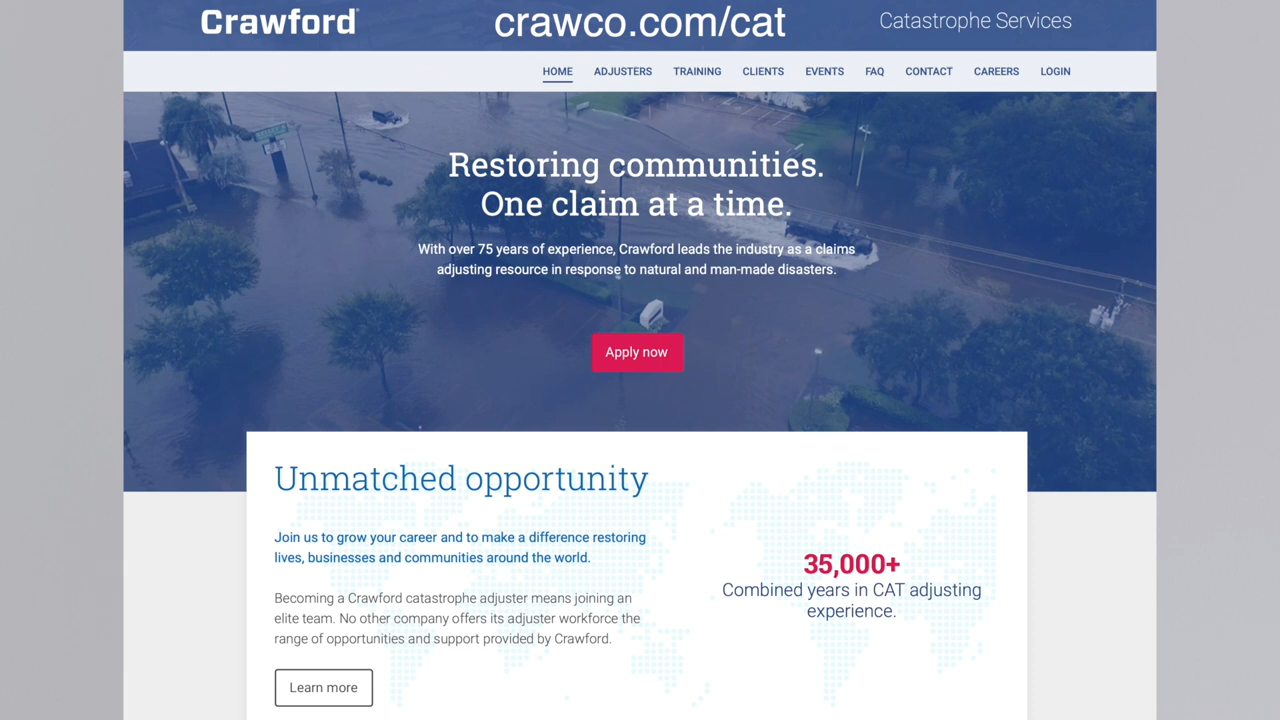 Crawford
crawco.com/cat
Catastrophe Services
HOME ADJUSTERS TRAINING CLIENTS EVENTS FAQ CONTACT CAREERS LOGIN
Restoring communities.
One claim at a time.
With over 75 years of experience, Crawford leads the industry as a claims
adjusting resource in response to natural and man-made disasters.
Apply now
Unmatched opportunity
Join us to grow your career and to make a difference restoring
lives, businesses and communities around the world.
Becoming a Crawford catastrophe adjuster means joining an
elite team. No other company offers its adjuster workforce the
range of opportunities and support provided by Crawford.
Learn more
35,000+
Combined years in CAT adjusting
experience.